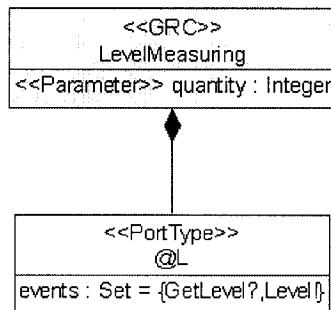 <<GRC>>
LevelMeasuring
<<Parameter>> quantity : Integer
<<PortType>>
@L
events : Set = {GetLevel?,Level!}